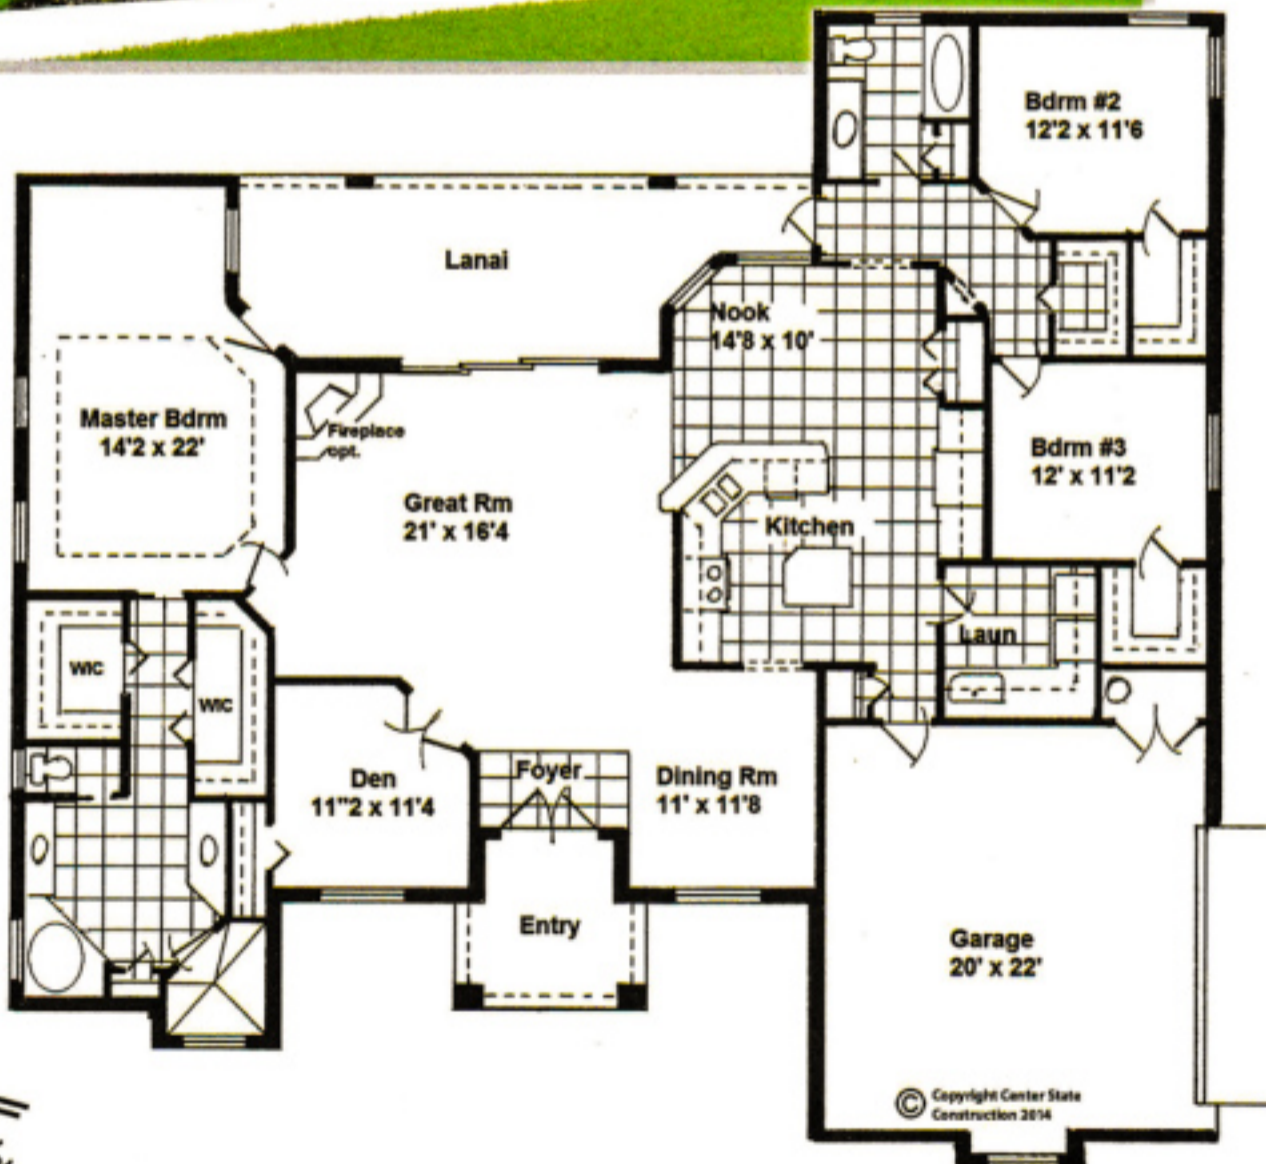 Bdrm #2
12'2 x 11'6
Lanai
Nook
14'8 x 10'
Master Bdrm
14'2 x 22'
Fireplace
opt.
Bdrm #3
12' x 11'2
Great Rm
21' x 16'4
Kitchen
Laun
WIC
WIC
Foyer
Den
11"2 x 11'4
Dining Rm
11' x 11'8
Entry
Garage
20' x 22'
© Copyright Center State
Construction 2014